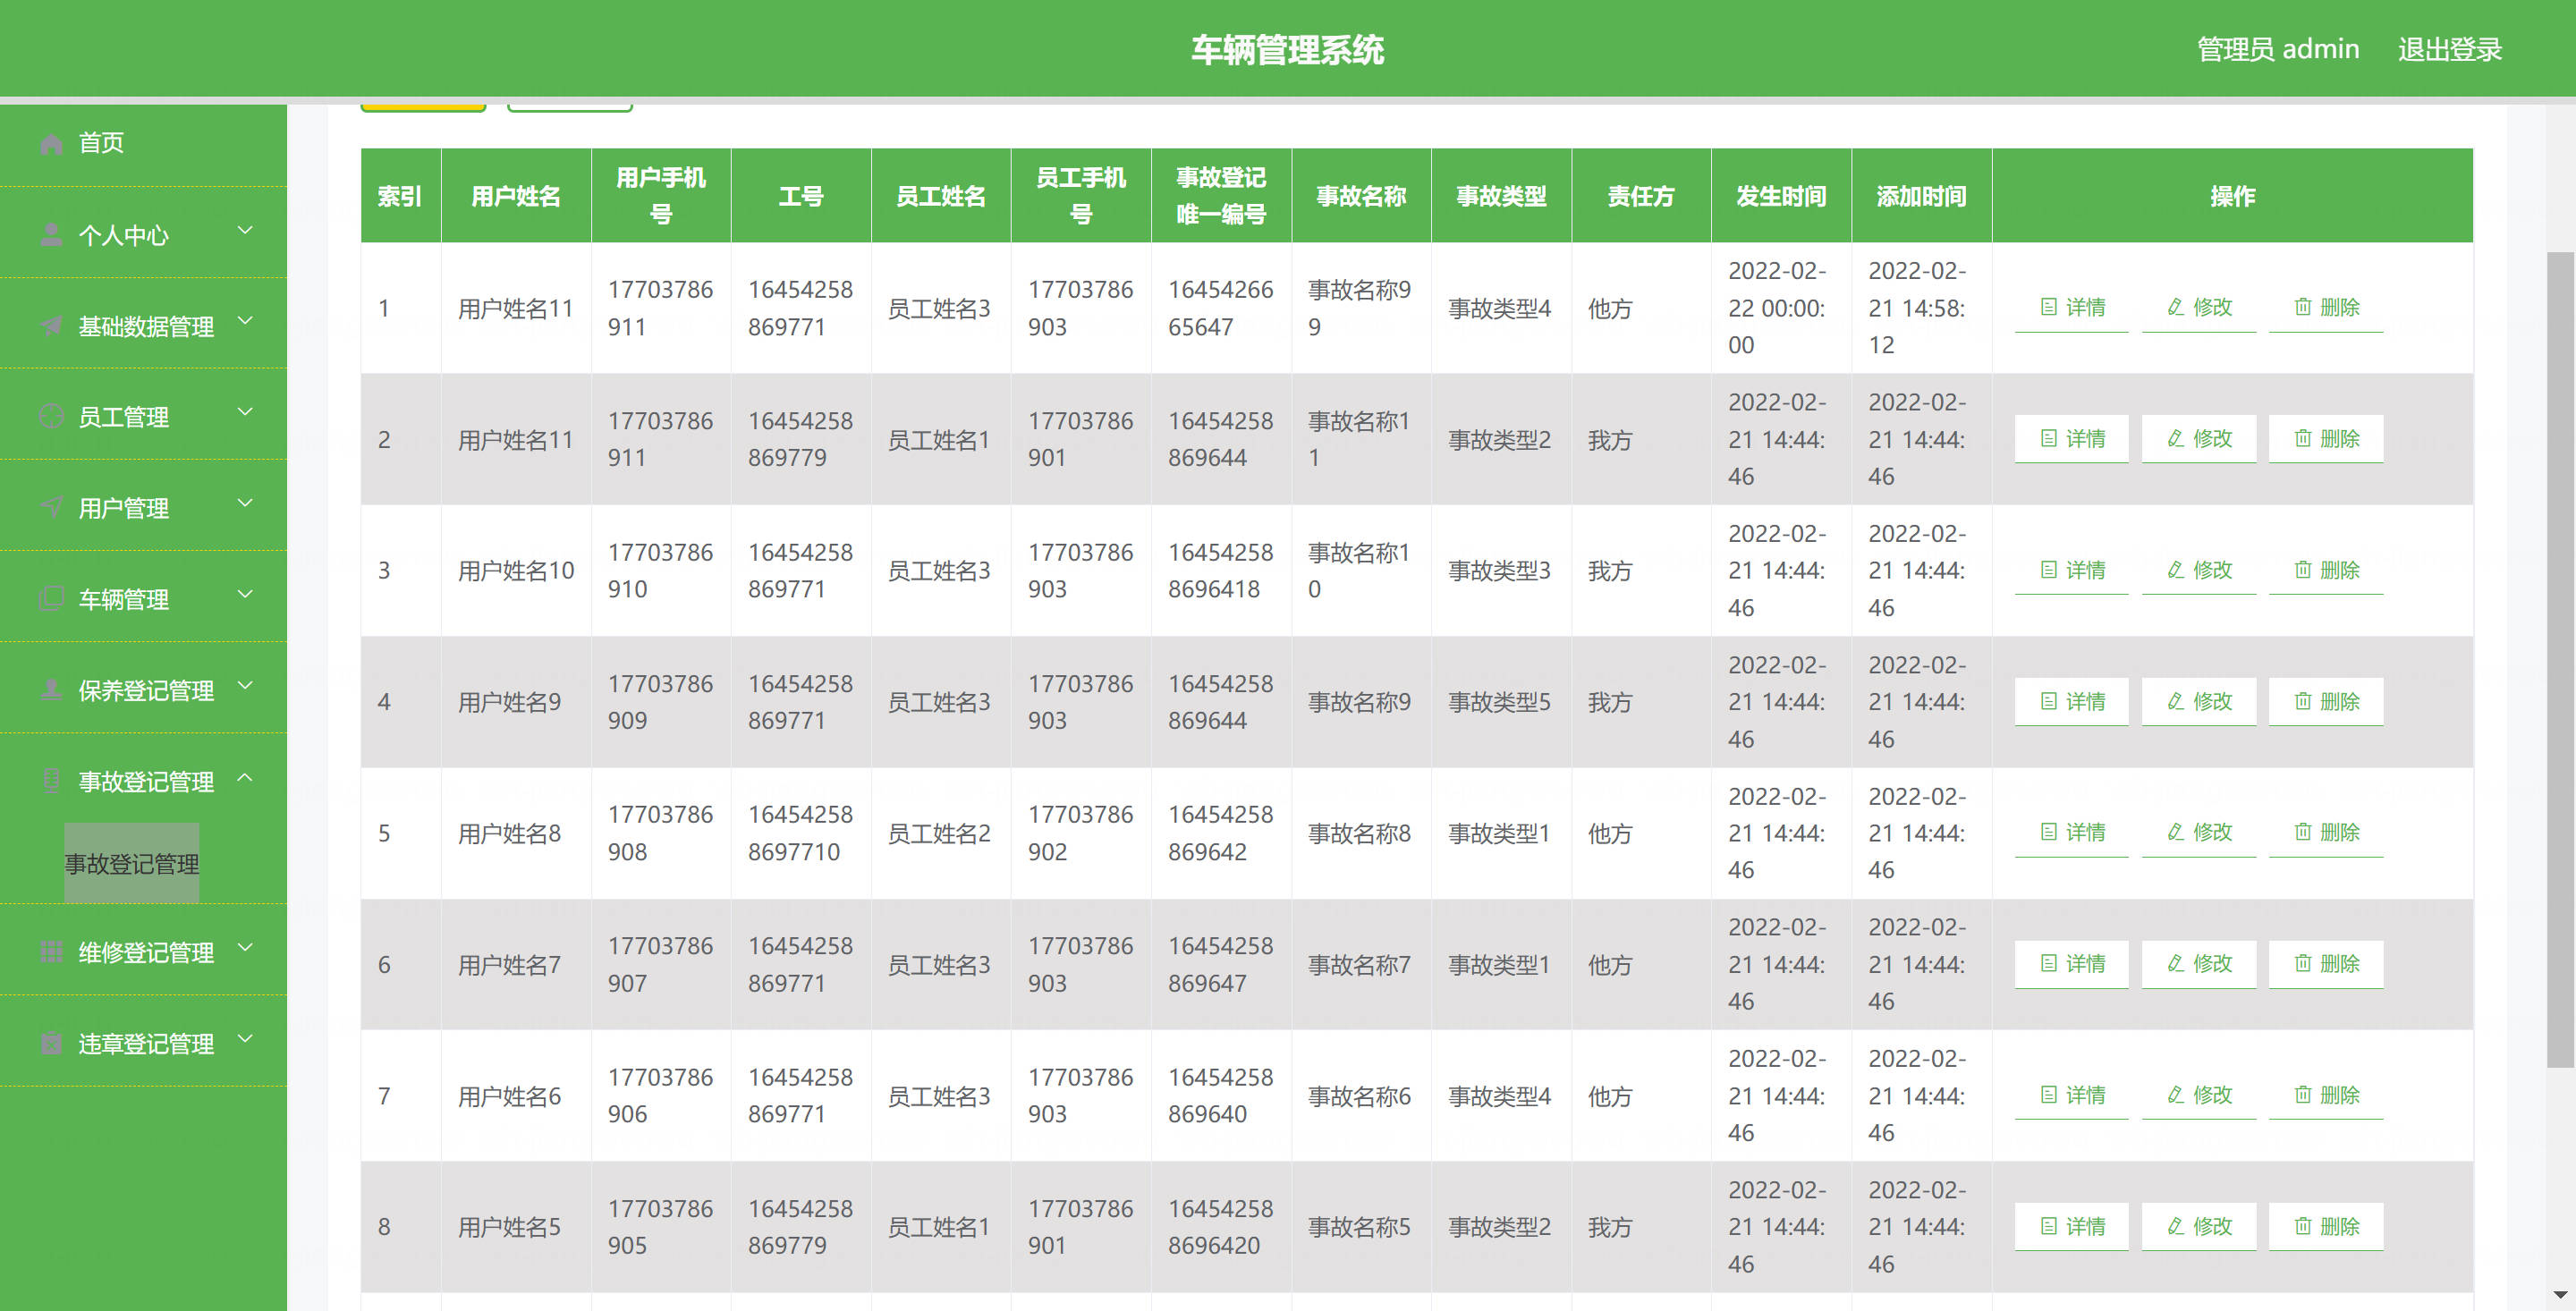 车辆管理系统
管理员 admin
退出登录
首页
个人中心
基础数据管理
员工管理
用户管理
车辆管理
保养登记管理
事故登记管理
事故登记管理
维修登记管理
违章登记管理
索引 用户姓名 用户手机号 工号 员工姓名 员工手机号 事故登记唯一编号 事故名称 事故类型 责任方 发生时间 添加时间 操作
1 用户姓名11 17703786911 16454258869771 员工姓名3 17703786903 1645426665647 事故名称99 事故类型4 他方 2022-02-22 00:00:00 2022-02-21 14:58:12 详情 修改 删除
2 用户姓名11 17703786911 16454258869779 员工姓名1 17703786901 16454258869644 事故名称11 事故类型2 我方 2022-02-21 14:44:46 2022-02-21 14:44:46 详情 修改 删除
3 用户姓名10 17703786910 16454258869771 员工姓名3 17703786903 164542588696418 事故名称10 事故类型3 我方 2022-02-21 14:44:46 2022-02-21 14:44:46 详情 修改 删除
4 用户姓名9 17703786909 16454258869771 员工姓名3 17703786903 16454258869644 事故名称9 事故类型5 我方 2022-02-21 14:44:46 2022-02-21 14:44:46 详情 修改 删除
5 用户姓名8 17703786908 164542588697710 员工姓名2 17703786902 16454258869642 事故名称8 事故类型1 他方 2022-02-21 14:44:46 2022-02-21 14:44:46 详情 修改 删除
6 用户姓名7 17703786907 16454258869771 员工姓名3 17703786903 16454258869647 事故名称7 事故类型1 他方 2022-02-21 14:44:46 2022-02-21 14:44:46 详情 修改 删除
7 用户姓名6 17703786906 16454258869771 员工姓名3 17703786903 16454258869640 事故名称6 事故类型4 他方 2022-02-21 14:44:46 2022-02-21 14:44:46 详情 修改 删除
8 用户姓名5 17703786905 16454258869779 员工姓名1 17703786901 164542588696420 事故名称5 事故类型2 我方 2022-02-21 14:44:46 2022-02-21 14:44:46 详情 修改 删除